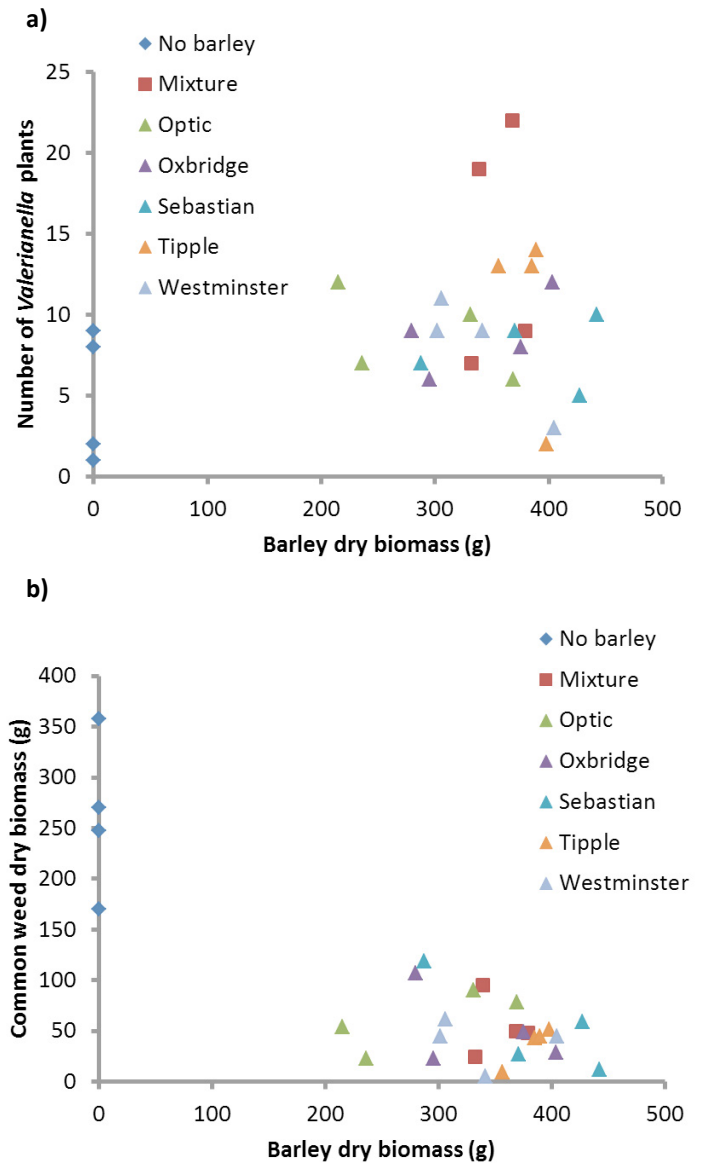 a)
No barley
Mixture
Optic
Oxbridge
Sebastian
Tipple
Westminster
25
20
15
10
5
0
Number of Valerianella plants
0 100 200 300 400 500
Barley dry biomass (g)
b)
No barley
Mixture
Optic
Oxbridge
Sebastian
Tipple
Westminster
400
350
300
250
200
150
100
50
0
Common weed dry biomass (g)
0 100 200 300 400 500
Barley dry biomass (g)